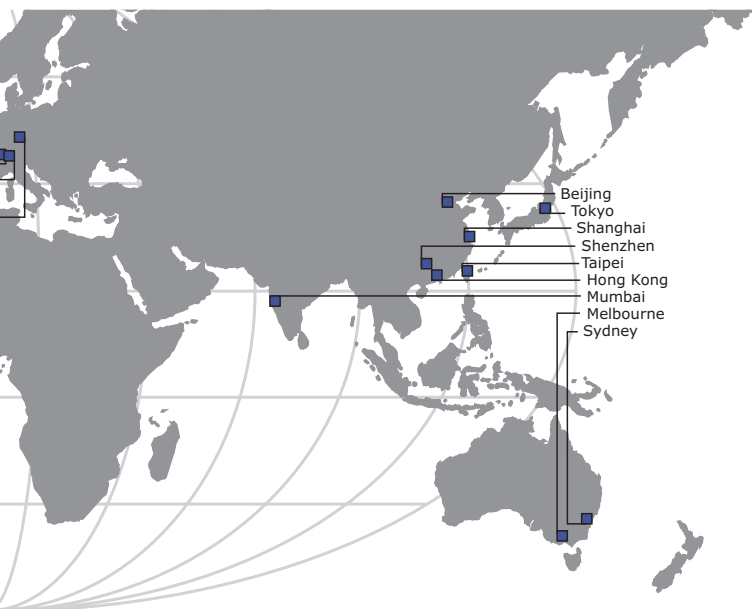 Beijing
Tokyo
Shanghai
Shenzhen
Taipei
Hong Kong
Mumbai
Melbourne
Sydney